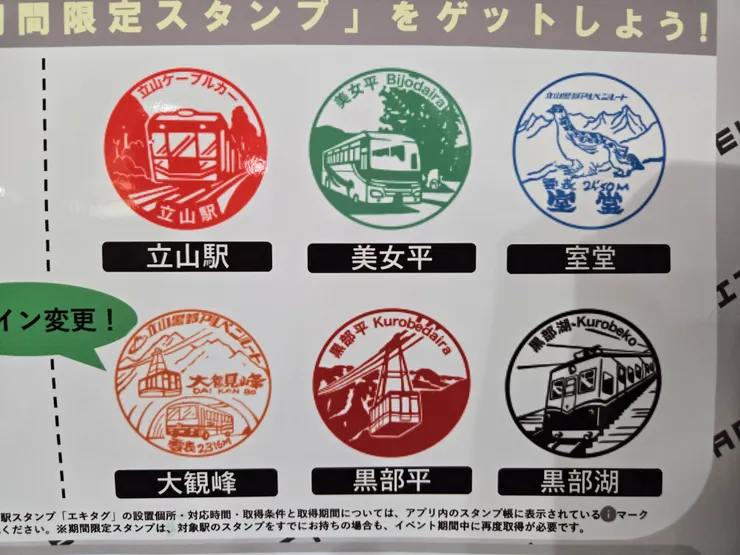 期間限定スタンプ」をゲットしよう!
立山ケーブルカー
立山駅
美女平 Bijodaira
立山黒部アルペンルート
標高2,450M
室堂
立山駅
美女平
室堂
イン変更!
立山黒部アルペンルート
大観峰
DAI KAN BO
標高2,316M
黒部平 Kurobedaira
黒部湖-Kurobeko
大観峰
黒部平
黒部湖
駅スタンプ「エキタグ」の設置個所・対応時間・取得条件と取得期間については、アプリ内のスタンプ帳に表示されているiマーク
ください。※期間限定スタンプは、対象駅のスタンプをすでにお持ちの場合も、イベント期間中に再度取得が必要です。